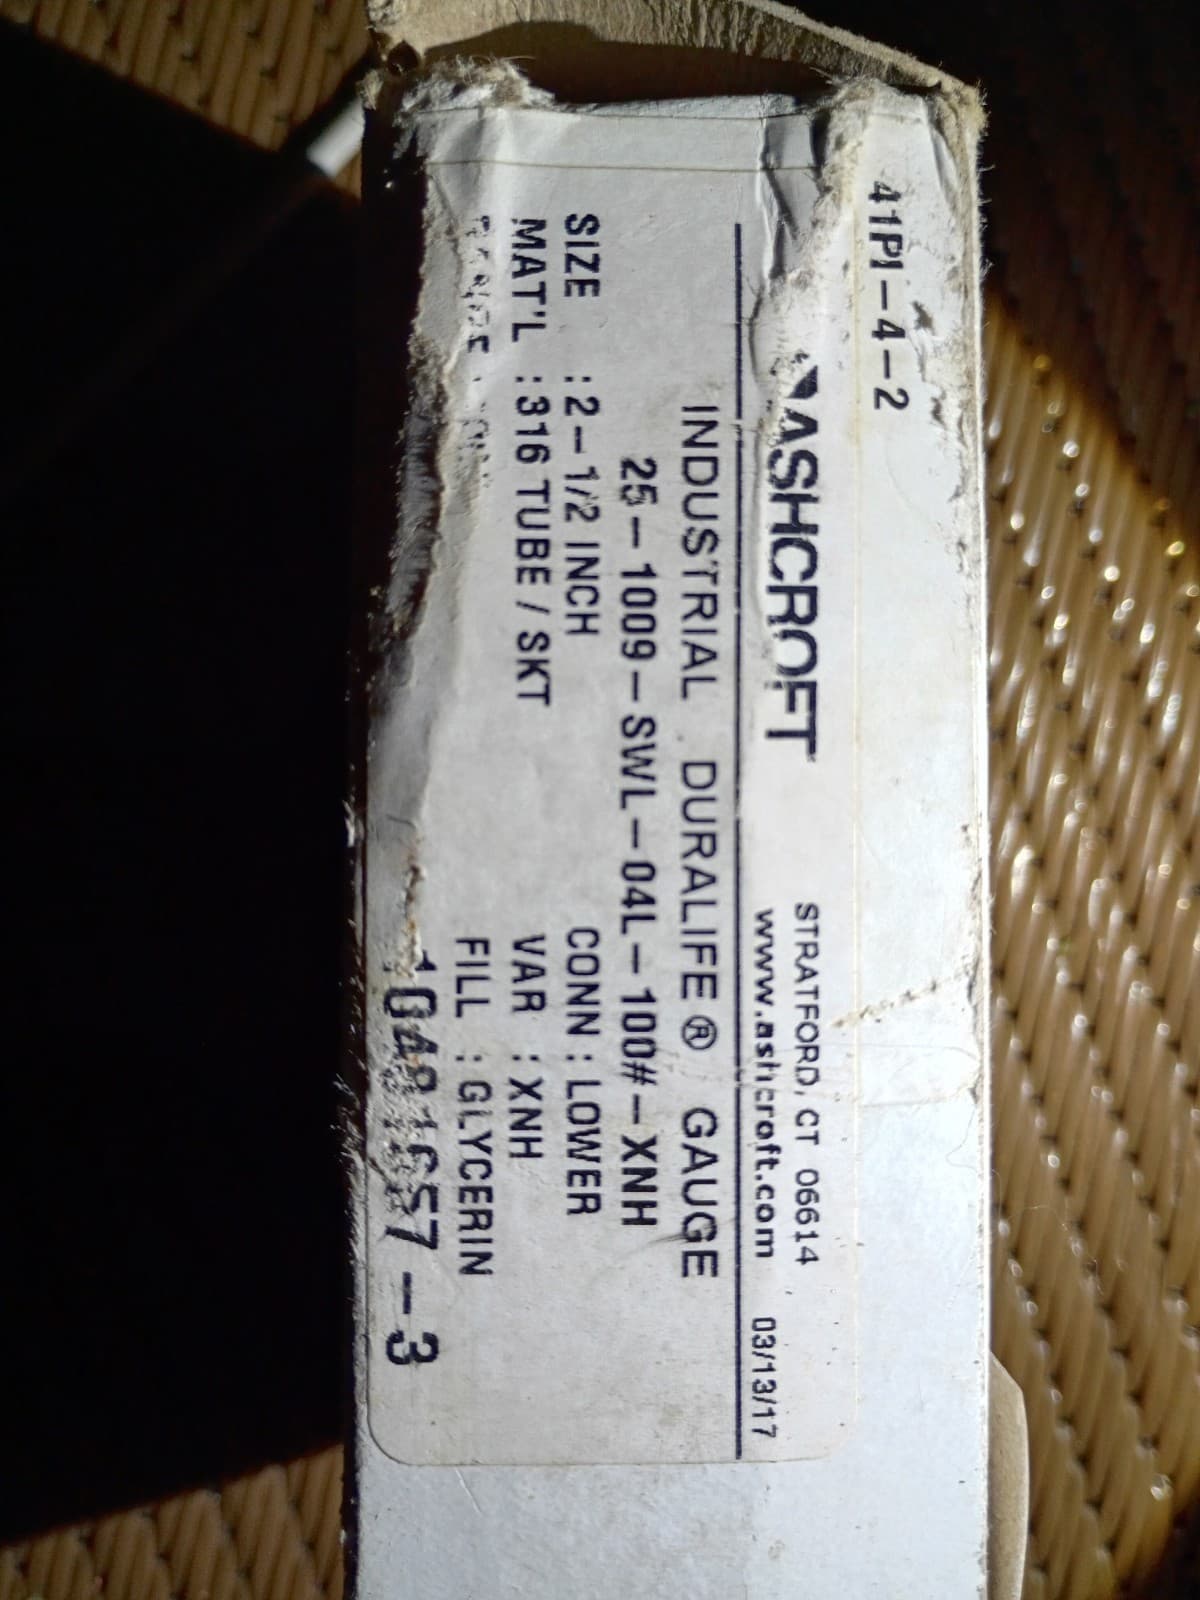 41PI-4-2
ASHCROFT
STRATFORD, CT 06614
www.ashcroft.com 03/13/17
INDUSTRIAL DURALIFE® GAUGE
25-1009-SWL-04L-100#-XNH
SIZE : 2-1/2 INCH CONN : LOWER
MAT'L : 316 TUBE / SKT VAR : XNH
FILL : GLYCERIN